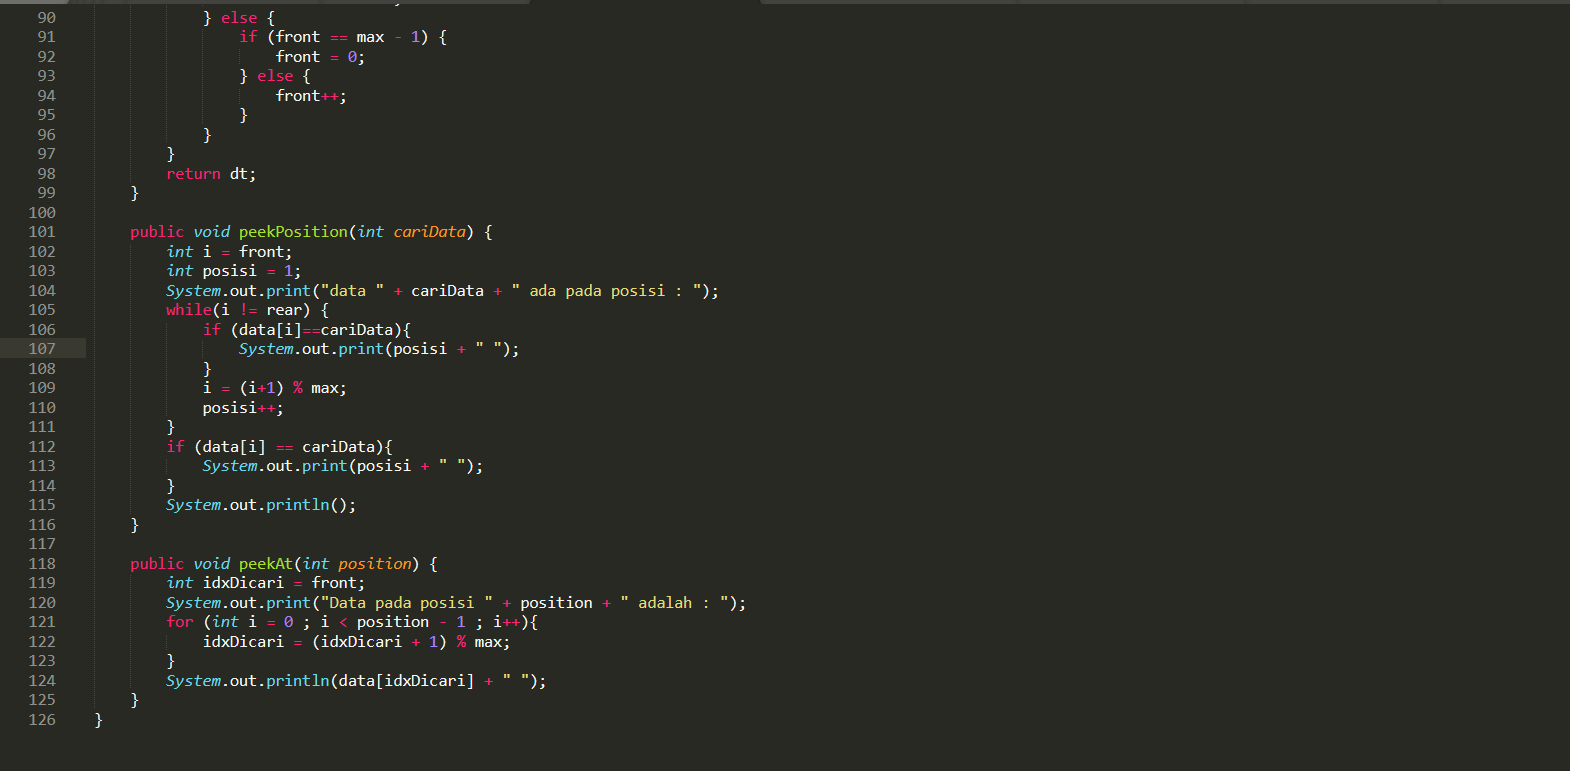 90 } else {
91 if (front == max - 1) {
92 front = 0;
93 } else {
94 front++;
95 }
96 }
97 }
98 return dt;
99 }
100
101 public void peekPosition(int cariData) {
102 int i = front;
103 int posisi = 1;
104 System.out.print("data " + cariData + " ada pada posisi : ");
105 while(i != rear) {
106 if (data[i]==cariData){
107 System.out.print(posisi + " ");
108 }
109 i = (i+1) % max;
110 posisi++;
111 }
112 if (data[i] == cariData){
113 System.out.print(posisi + " ");
114 }
115 System.out.println();
116 }
117
118 public void peekAt(int position) {
119 int idxDicari = front;
120 System.out.print("Data pada posisi " + position + " adalah : ");
121 for (int i = 0 ; i < position - 1 ; i++){
122 idxDicari = (idxDicari + 1) % max;
123 }
124 System.out.println(data[idxDicari] + " ");
125 }
126 }